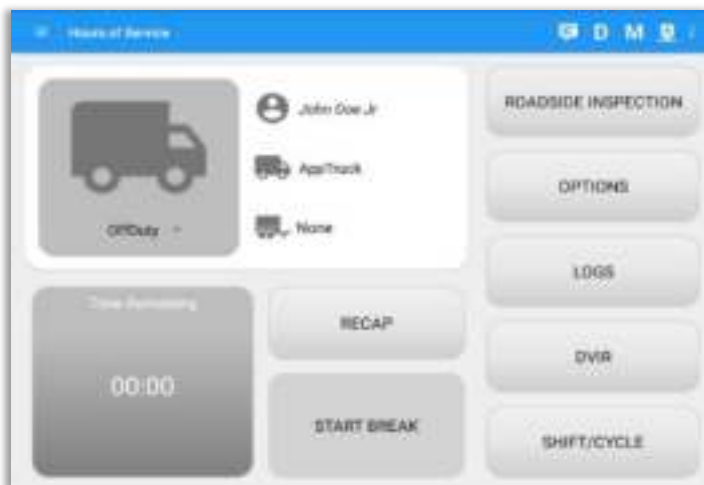 Hours of Service
D M
John Doe Jr
AppTruck
None
OffDuty
Time Remaining
00:00
RECAP
START BREAK
ROADSIDE INSPECTION
OPTIONS
LOGS
DVIR
SHIFT/CYCLE